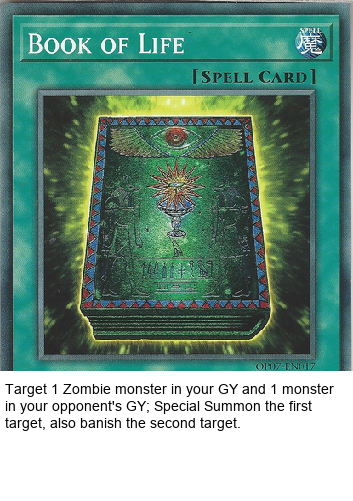 Book of Life
SPELL
魔
[Spell Card]
OP07-EN017
Target 1 Zombie monster in your GY and 1 monster
in your opponent's GY; Special Summon the first
target, also banish the second target.